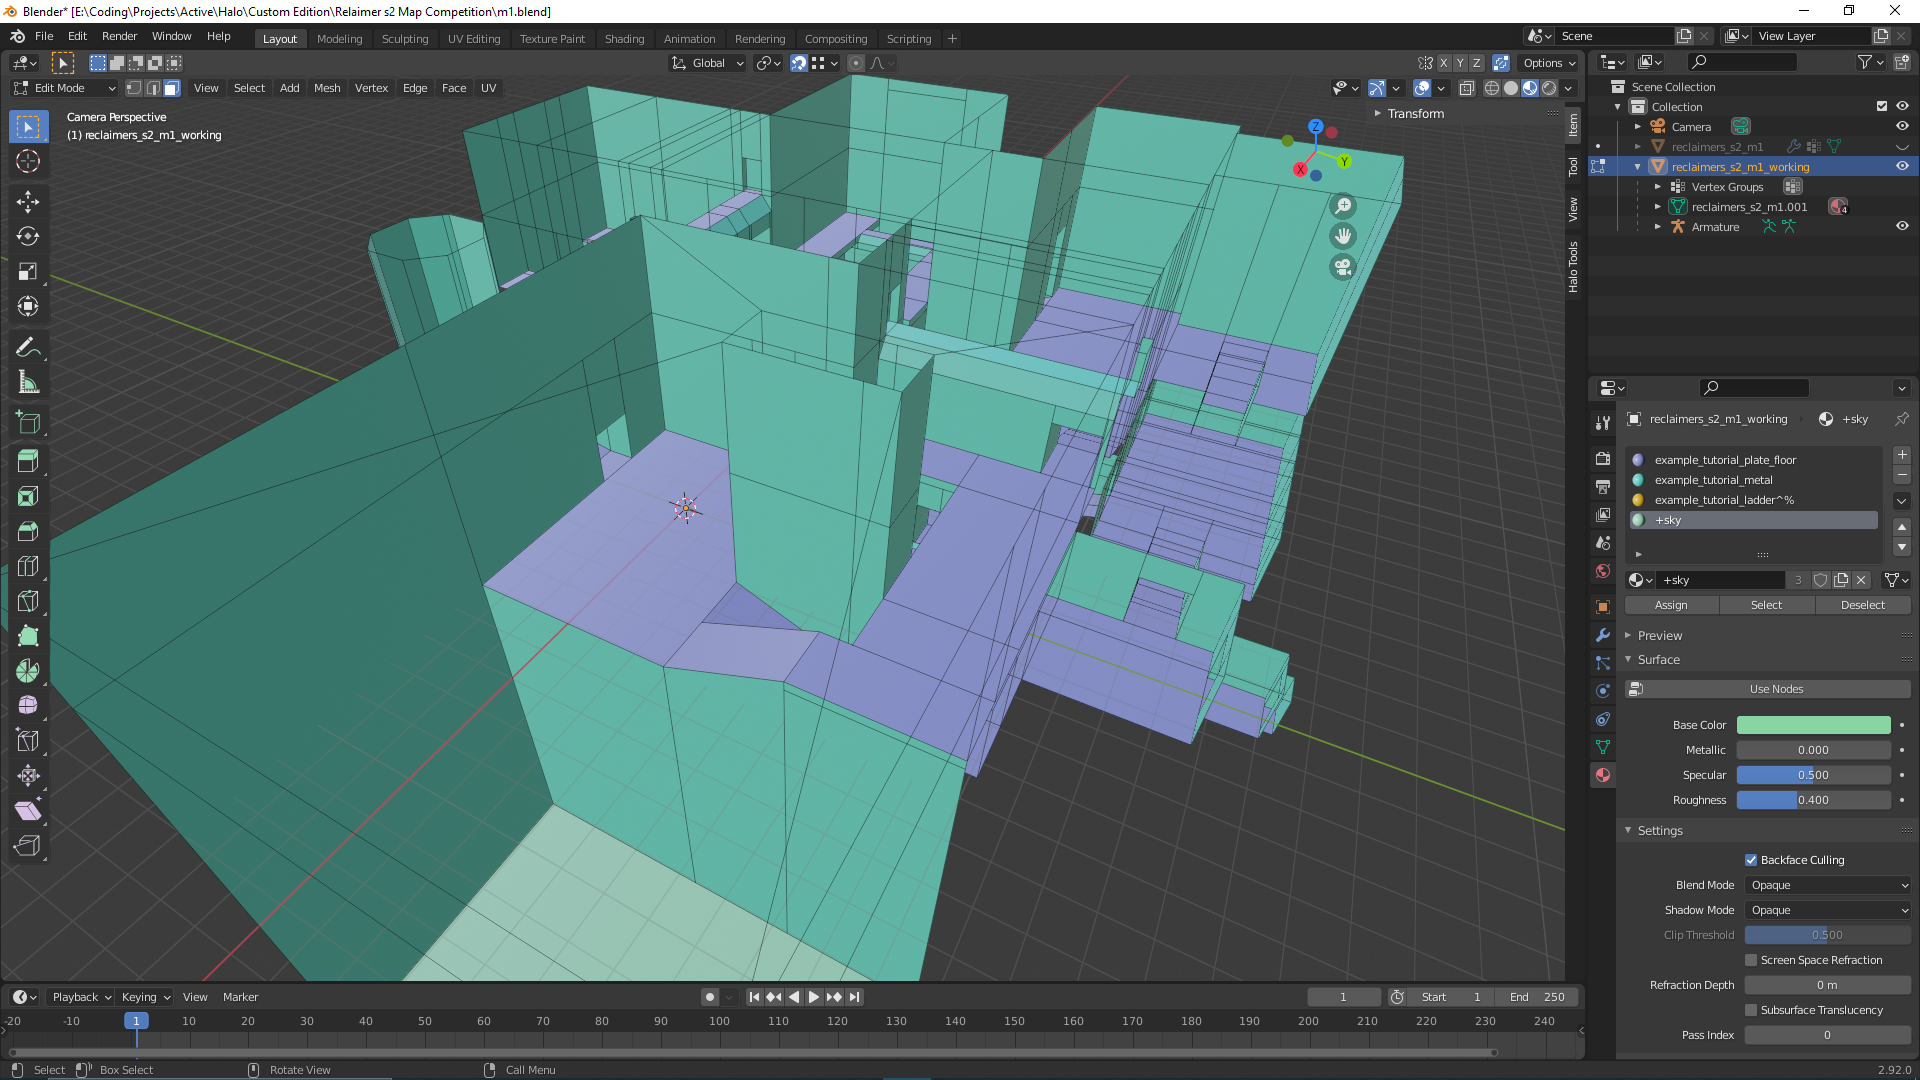 Blender* [E:\Coding\Projects\Active\Halo\Custom Edition\Relaimer s2 Map Competition\m1.blend]
File Edit Render Window Help
Layout Modeling Sculpting UV Editing Texture Paint Shading Animation Rendering Compositing Scripting +
Scene
View Layer
Global
X Y Z
Options
Edit Mode
View Select Add Mesh Vertex Edge Face UV
Camera Perspective
(1) reclaimers_s2_m1_working
Transform
Item
Tool
View
Halo Tools
Z
Y
X
Scene Collection
Collection
Camera
reclaimers_s2_m1
reclaimers_s2_m1_working
Vertex Groups
reclaimers_s2_m1.001
4
Armature
reclaimers_s2_m1_working
+sky
example_tutorial_plate_floor
example_tutorial_metal
example_tutorial_ladder^%
+sky
+sky
3
Assign Select Deselect
Preview
Surface
Use Nodes
Base Color
Metallic 0.000
Specular 0.500
Roughness 0.400
Settings
Backface Culling
Blend Mode Opaque
Shadow Mode Opaque
Clip Threshold 0.500
Screen Space Refraction
Refraction Depth 0 m
Subsurface Translucency
Pass Index 0
Playback Keying View Marker
1
Start 1
End 250
-20 -10 1 10 20 30 40 50 60 70 80 90 100 110 120 130 140 150 160 170 180 190 200 210 220 230 240
Select Box Select Rotate View Call Menu
2.92.0